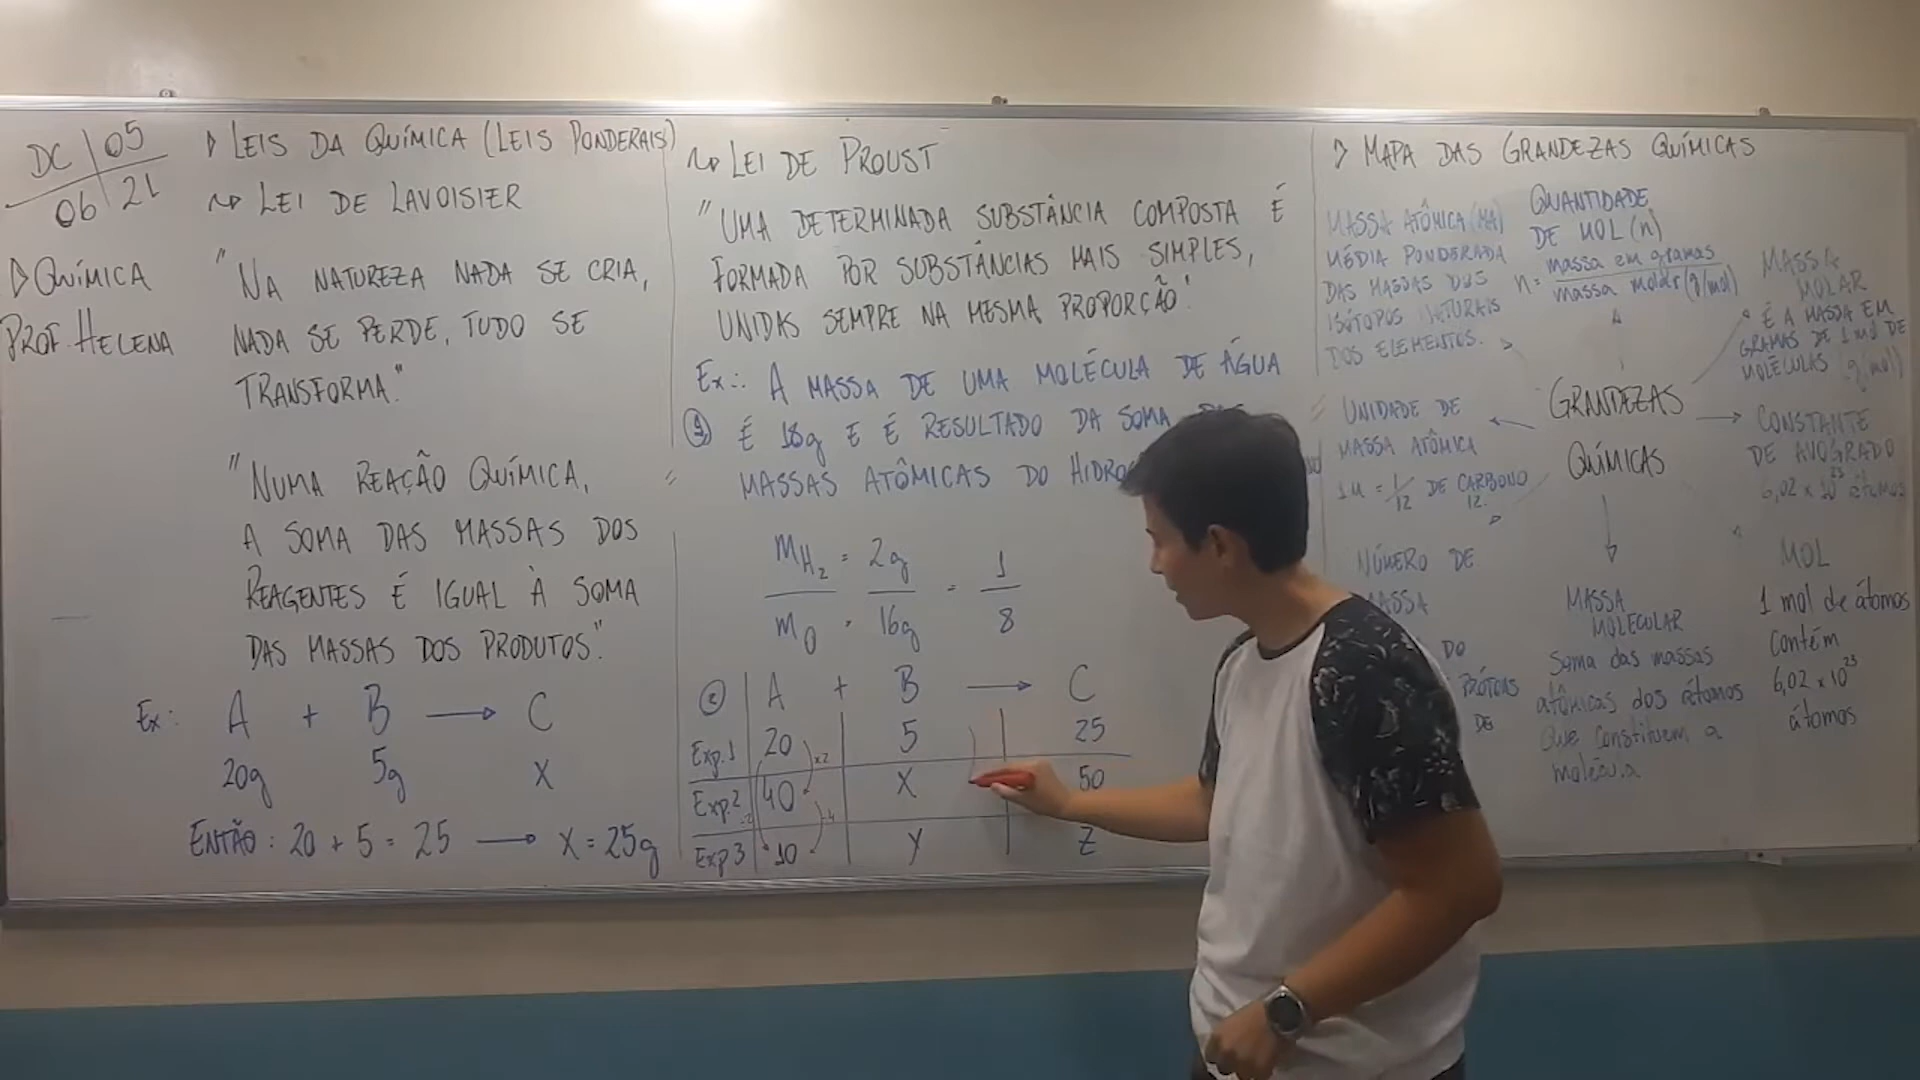 DC 05
06 21
QUÍMICA
PROF. HELENA
LEIS DA QUÍMICA (LEIS PONDERAIS)
LEI DE LAVOISIER
"NA NATUREZA NADA SE CRIA,
NADA SE PERDE, TUDO SE
TRANSFORMA."
"NUMA REAÇÃO QUÍMICA,
A SOMA DAS MASSAS DOS
REAGENTES É IGUAL À SOMA
DAS MASSAS DOS PRODUTOS."
Ex: A + B → C
20g 5g X
ENTÃO: 20 + 5 = 25 → X = 25g
LEI DE PROUST
"UMA DETERMINADA SUBSTÂNCIA COMPOSTA É
FORMADA POR SUBSTÂNCIAS MAIS SIMPLES,
UNIDAS SEMPRE NA MESMA PROPORÇÃO".
Ex.: A MASSA DE UMA MOLÉCULA DE ÁGUA
É 18g E É RESULTADO DA SOMA
MASSAS ATÔMICAS DO
mH₂ = 2g = 1
mO 16g 8
② A + B → C
Exp.1 20 5 25
x2
Exp.2 40 X 50
Exp3 10 Y Z
MAPA DAS GRANDEZAS QUÍMICAS
MASSA ATÔMICA (MA)
MÉDIA PONDERADA
DAS MASSAS DOS
ISÓTOPOS NATURAIS
DOS ELEMENTOS.
QUANTIDADE
DE MOL (n)
n = massa em gramas
massa molar (g/mol)
MASSA
MOLAR
É A MASSA EM
GRAMAS DE 1 mol DE
MOLÉCULAS (g/mol)
GRANDEZAS
QUÍMICAS
UNIDADE DE
MASSA ATÔMICA
1u = 1/12 DE CARBONO
12.
CONSTANTE
DE AVOGRADO
6,02 x 10²³ átomos
NÚMERO DE
MASSA
DO
DE
MASSA
MOLECULAR
Soma das massas
atômicas dos átomos
que constituem a
molécula
MOL
1 mol de átomos
contém
6,02 x 10²³
átomos